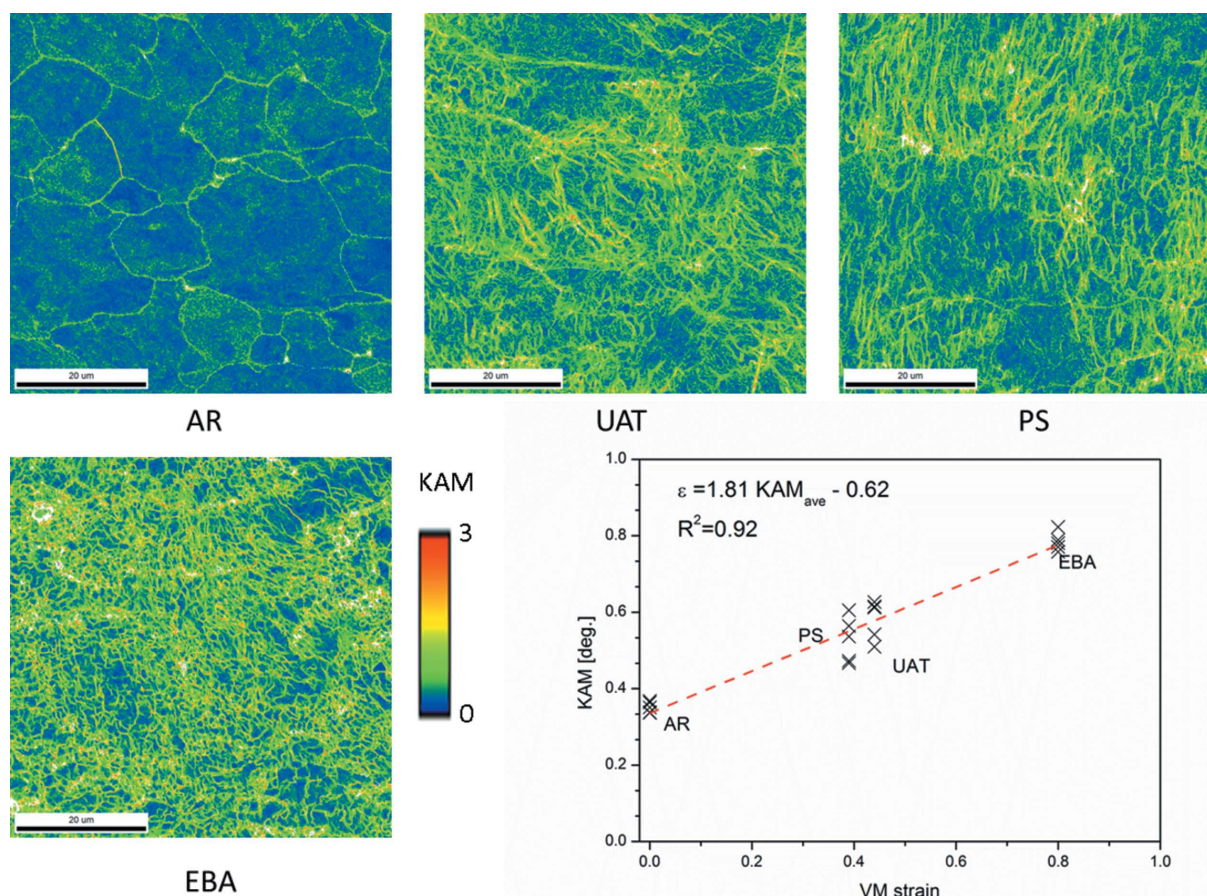 20 um
20 um
20 um
AR
UAT
PS
KAM
3
0
20 um
EBA
1.0
0.8
0.6
0.4
0.2
0.0
KAM [deg.]
ε =1.81 KAMave - 0.62
R2=0.92
EBA
PS
UAT
AR
0.0 0.2 0.4 0.6 0.8 1.0
VM strain